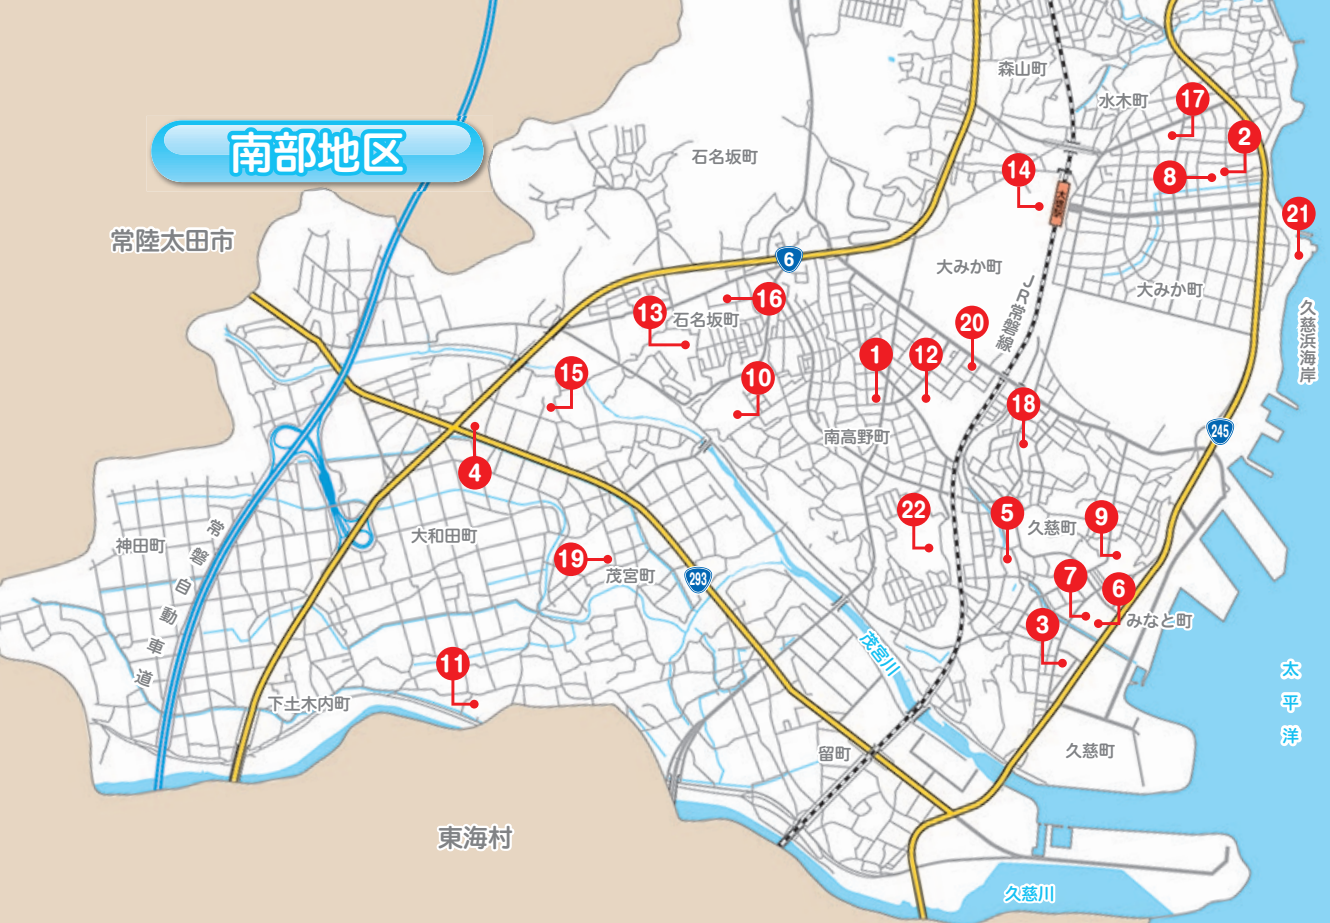 南部地区
森山町
水木町
17
石名坂町
2
14
8
大甕駅
21
常陸太田市
6
大みか町
大みか町
16
13
石名坂町
JR常磐線
久慈浜海岸
20
1
12
15
10
18
南高野町
245
4
22
5
久慈町
9
神田町
常磐自動車道
大和田町
19
茂宮町
293
7
6
みなと町
3
茂宮川
11
太平洋
下土木内町
留町
久慈町
東海村
久慈川